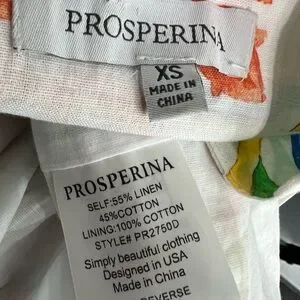 PROSPERINA
XS
MADE IN
CHINA
PROSPERINA
SELF:55% LINEN
45%COTTON
LINING:100% COTTON
STYLE# PR2750D
Simply beautiful clothing
Designed in USA
Made in China
REVERSE